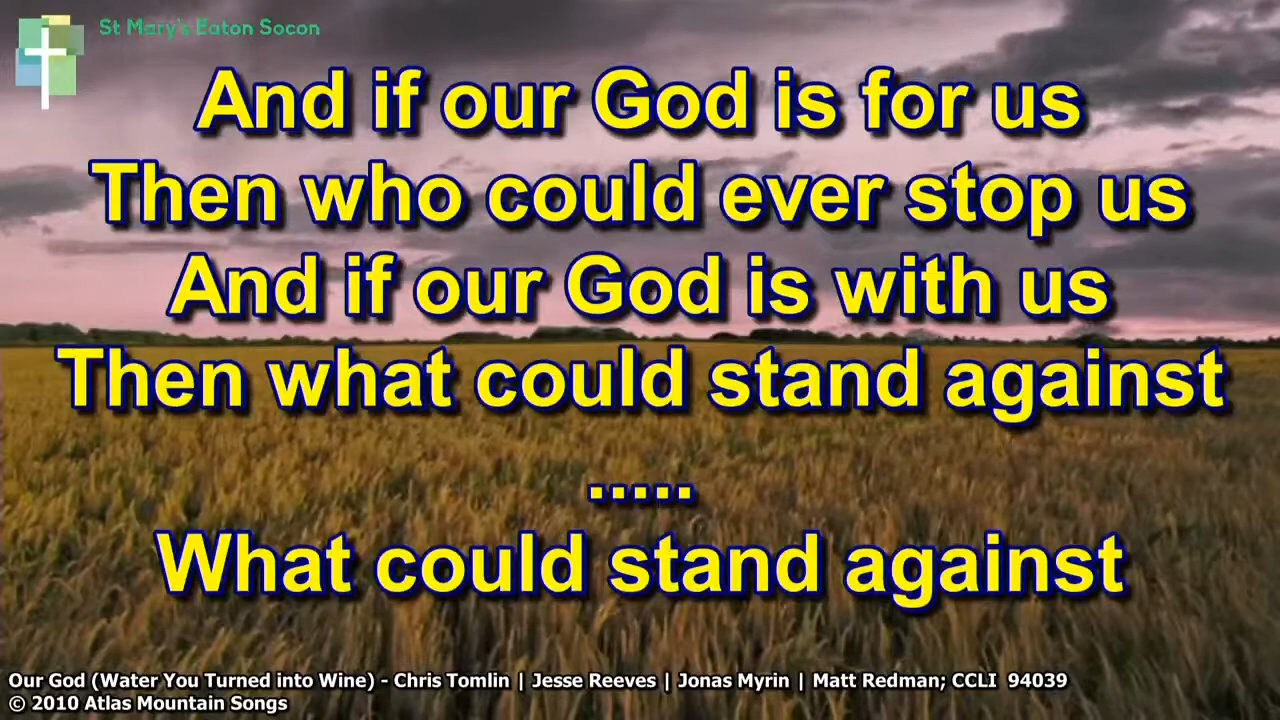 St Mary's Eaton Socon
And if our God is for us
Then who could ever stop us
And if our God is with us
Then what could stand against
.....
What could stand against
Our God (Water You Turned into Wine) - Chris Tomlin | Jesse Reeves | Jonas Myrin | Matt Redman; CCLI  94039
© 2010 Atlas Mountain Songs